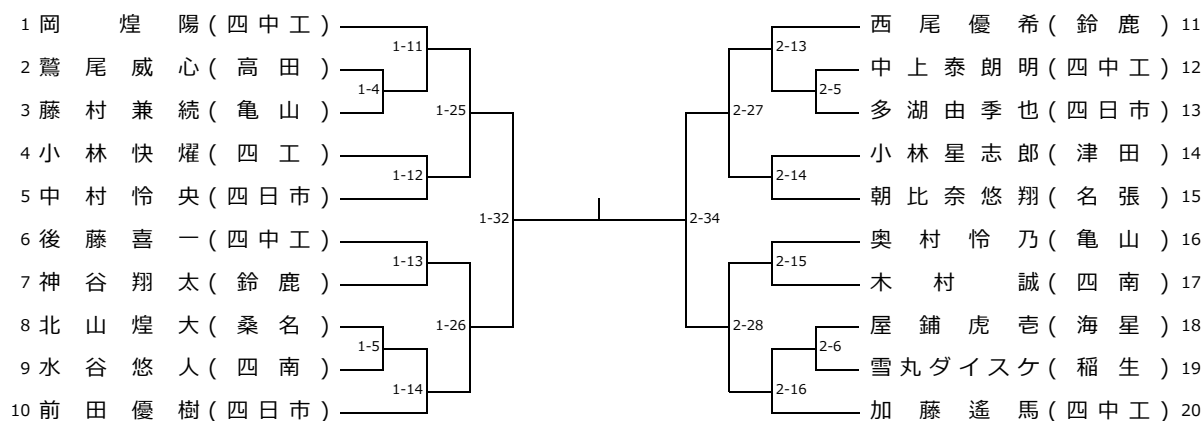 1 岡煌陽(四中工)
2 鷲尾威心(高田)
3 藤村兼続(亀山)
4 小林快燿(四工)
5 中村怜央(四日市)
6 後藤喜一(四中工)
7 神谷翔太(鈴鹿)
8 北山煌大(桑名)
9 水谷悠人(四南)
10 前田優樹(四日市)
1-11
1-4
1-25
1-12
1-32
1-13
1-26
1-5
1-14
2-13
2-5
2-27
2-14
2-34
2-15
2-28
2-6
2-16
西尾優希(鈴鹿) 11
中上泰朗明(四中工) 12
多湖由季也(四日市) 13
小林星志郎(津田) 14
朝比奈悠翔(名張) 15
奥村怜乃(亀山) 16
木村誠(四南) 17
屋鋪虎壱(海星) 18
雪丸ダイスケ(稲生) 19
加藤遙馬(四中工) 20